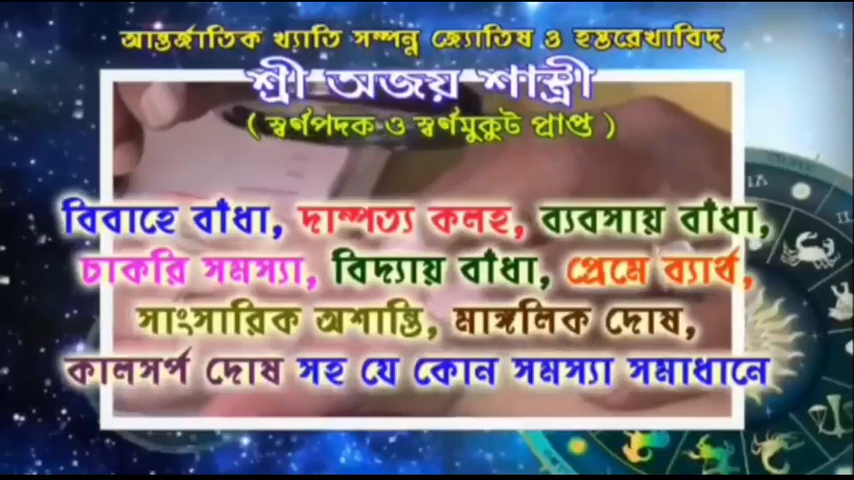 আন্তর্জাতিক খ্যাতি সম্পন্ন জ্যোতিষ ও হস্তরেখাবিদ্
শ্রী অজয় শাস্ত্রী
( স্বর্ণপদক ও স্বর্ণমুকুট প্রাপ্ত )
বিবাহে বাঁধা, দাম্পত্য কলহ, ব্যবসায় বাঁধা,
চাকরি সমস্যা, বিদ্যায় বাঁধা, প্রেমে ব্যার্থ,
সাংসারিক অশান্তি, মাঙ্গলিক দোষ,
কালসর্প দোষ সহ যে কোন সমস্যা সমাধানে